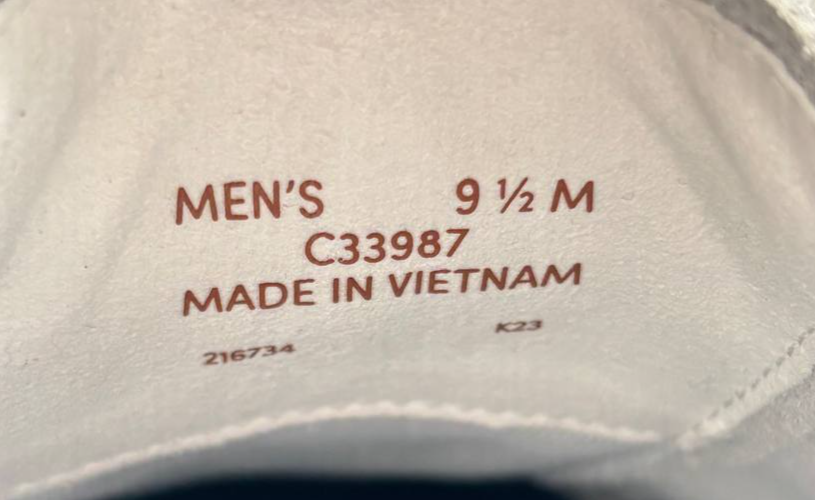 MEN'S 9 ½ M
C33987
MADE IN VIETNAM
216734 K23